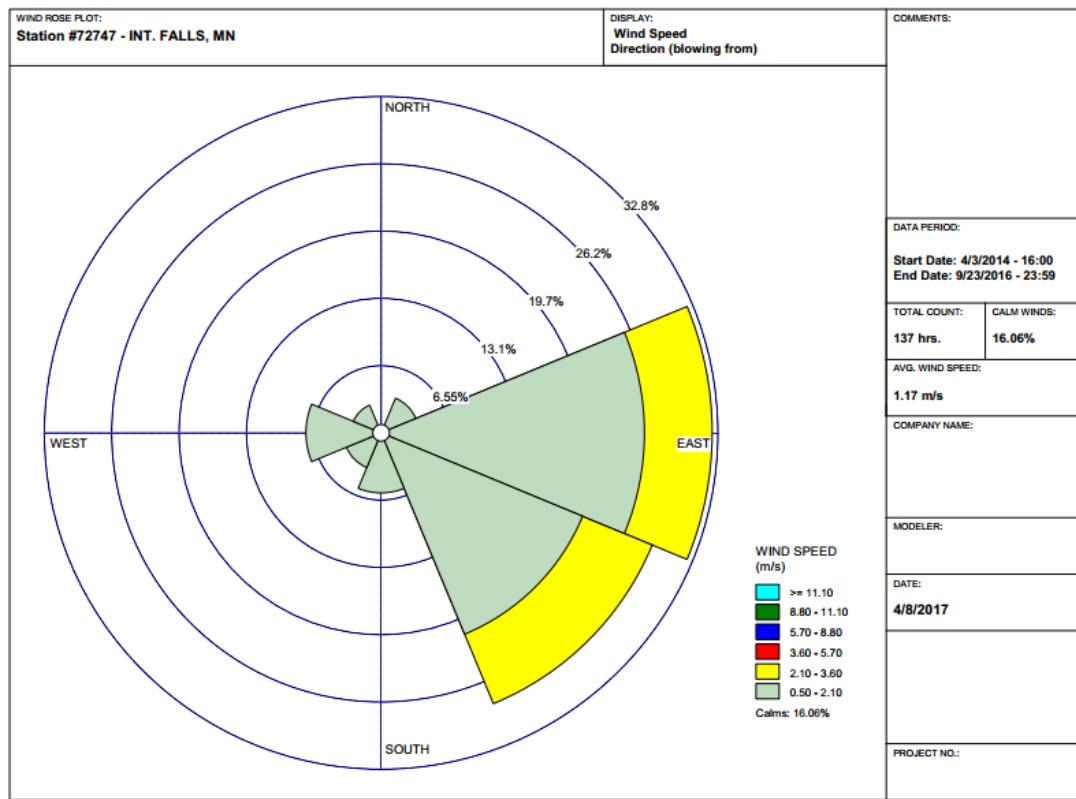 WIND ROSE PLOT:
Station #72747 - INT. FALLS, MN
DISPLAY:
Wind Speed
Direction (blowing from)
COMMENTS:
NORTH
32.8%
26.2%
19.7%
13.1%
6.55%
WEST
EAST
SOUTH
WIND SPEED
(m/s)
>= 11.10
8.80 - 11.10
5.70 - 8.80
3.60 - 5.70
2.10 - 3.60
0.50 - 2.10
Calms: 16.06%
DATA PERIOD:
Start Date: 4/3/2014 - 16:00
End Date: 9/23/2016 - 23:59
TOTAL COUNT:
137 hrs.
CALM WINDS:
16.06%
AVG. WIND SPEED:
1.17 m/s
COMPANY NAME:
MODELER:
DATE:
4/8/2017
PROJECT NO.: